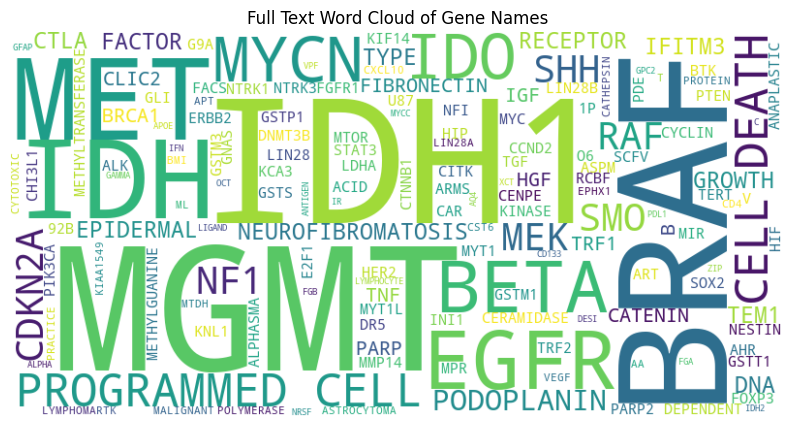 Full Text Word Cloud of Gene Names
GFAP
CTLA
FACTOR
G9A
KIF14
VPF
MYCN
CXCL10
TYPE
IDO
RECEPTOR
SHH
IFITM3
GPC2
PROTEIN
T
BTK
PDE
PTEN
ANAPLASTIC
MET
METHYLTRANSFERASE
CLIC2
FACS
NTRK1
NTRK3
FGFR1
FIBRONECTIN
LIN28B
CATHEPSIN
1P
IGF
U87
NFI
MYC
MYCC
BRCA1
GLI
APT
ERBB2
GSTP1
DNMT3B
MTOR
STAT3
HIP
LIN28A
CCND2
O6
RAF
CYCLIN
SCFV
APOE
IFN
ALK
BMI
GSTM3
GNAS
LIN28
LDHA
CITK
TGF
ASPM
CYTOTOXIC
CHI3L1
IDH
IDH1
KCA3
CTNNB1
HGF
RCBF
EPHX1
GROWTH
TERT
CD4
V
C
GAMMA
OCT
GSTS
ACID
ARMS
CENPE
XCT
ML
ANTIGEN
IR
CAR
AQ4
KINASE
SMO
PDL1
BRAF
CELL DEATH
92B
EPIDERMAL
LIGAND
NEUROFIBROMATOSIS
CST6
MEK
TRF1
MIR
B
HIF
CDKN2A
PIK3CA
KIAA1549
MYT1
CD133
MGMT
METHYLGUANINE
NF1
E2F1
HER2
LYMPHOCYTE
TNF
BETA
ART
ZIP
SOX2
MTDH
FGB
MYT1L
GSTM1
TEM1
KNL1
DR5
INI1
CERAMIDASE
DESI
CATENIN
NESTIN
PRACTICE
ALPHASMA
PARP
EGFR
TRF2
AHR
ALPHA
MMP14
MPR
VEGF
AA
FGA
GSTT1
PROGRAMMED CELL
PODOPLANIN
DNA
FOXP3
PARP2
DEPENDENT
IDH2
LYMPHOMARTK
MALIGNANT
POLYMERASE
NRSF
ASTROCYTOMA